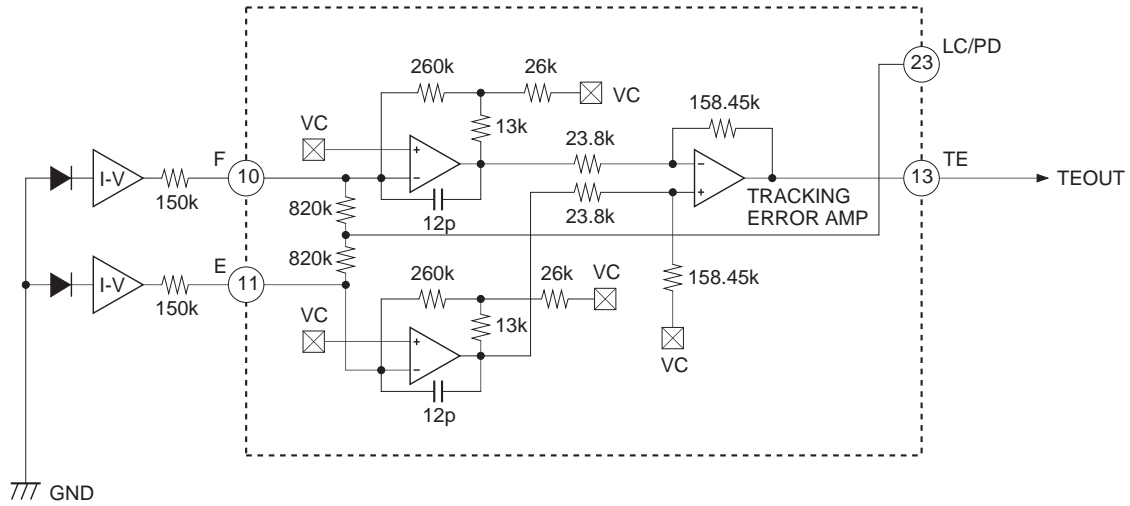 LC/PD
23
260k
26k
VC
158.45k
VC
13k
23.8k
F
10
I-V
150k
+
−
−
+
TE
13
TEOUT
TRACKING
ERROR AMP
820k
12p
23.8k
820k
E
11
I-V
150k
260k
26k
VC
158.45k
VC
13k
+
−
VC
12p
GND